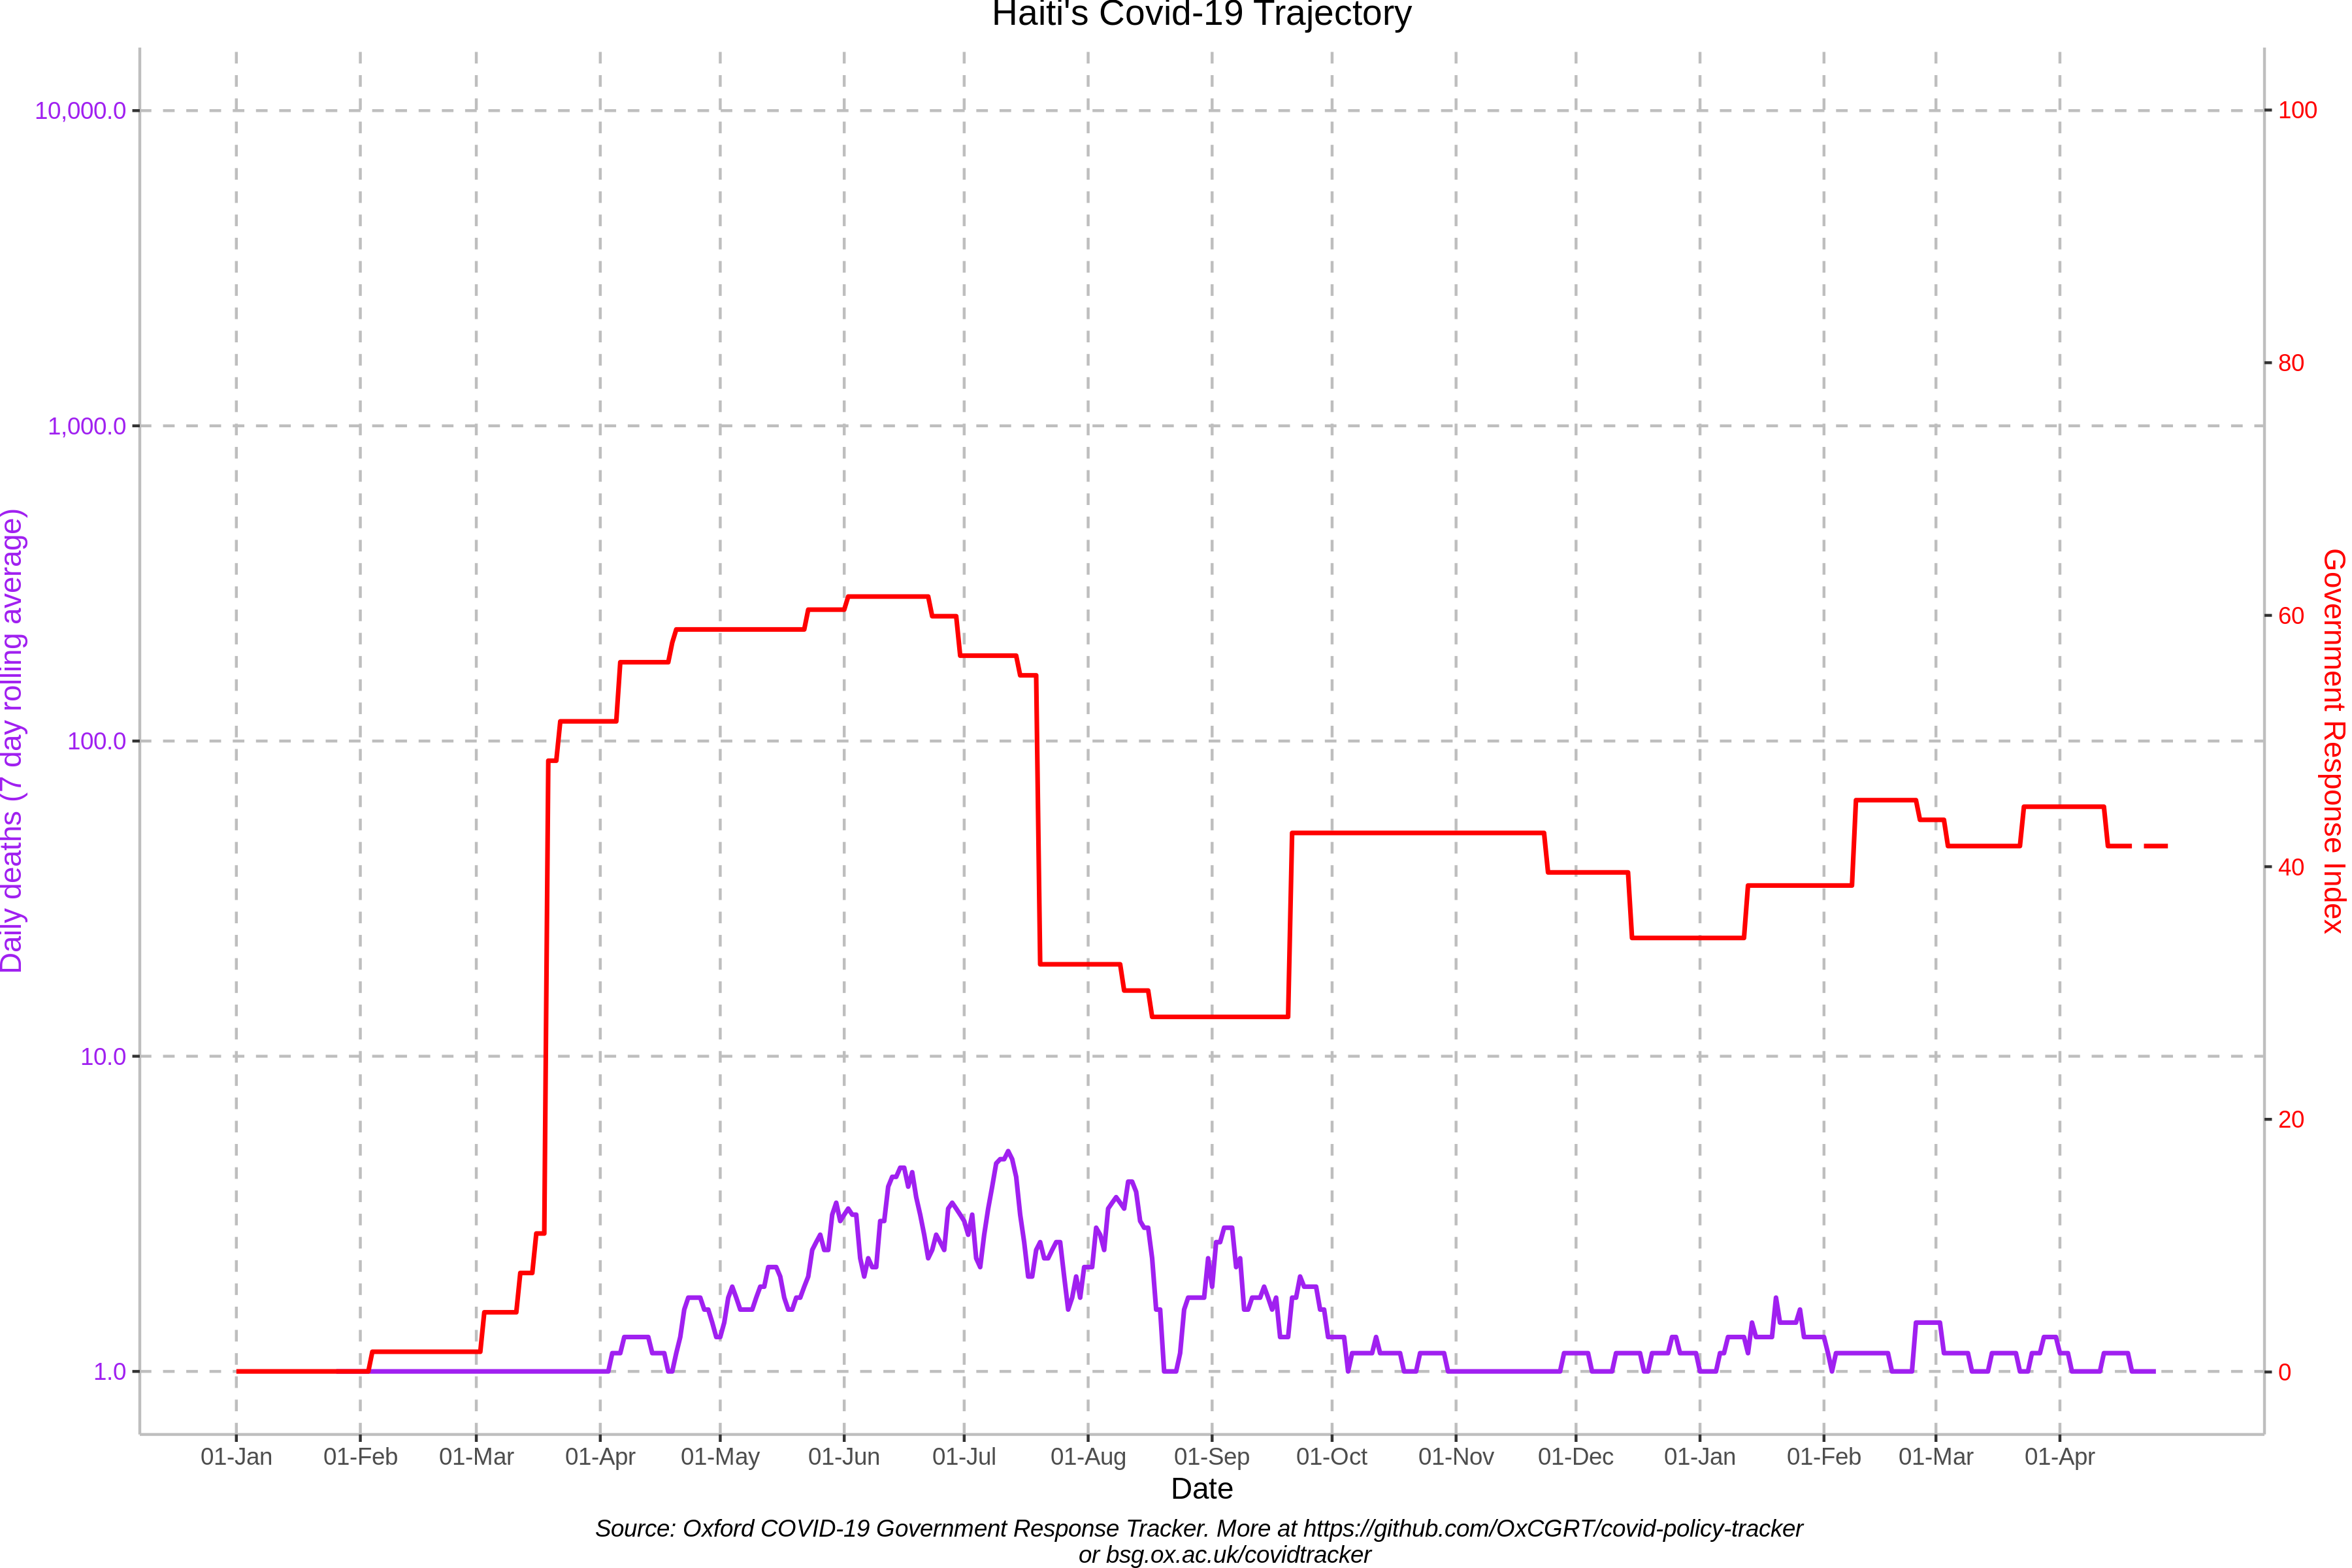 Haiti's Covid-19 Trajectory
10,000.0
1,000.0
100.0
10.0
1.0
Daily deaths (7 day rolling average)
100
80
60
40
20
0
Government Response Index
01-Jan 01-Feb 01-Mar 01-Apr 01-May 01-Jun 01-Jul 01-Aug 01-Sep 01-Oct 01-Nov 01-Dec 01-Jan 01-Feb 01-Mar 01-Apr
Date
Source: Oxford COVID-19 Government Response Tracker. More at https://github.com/OxCGRT/covid-policy-tracker
or bsg.ox.ac.uk/covidtracker